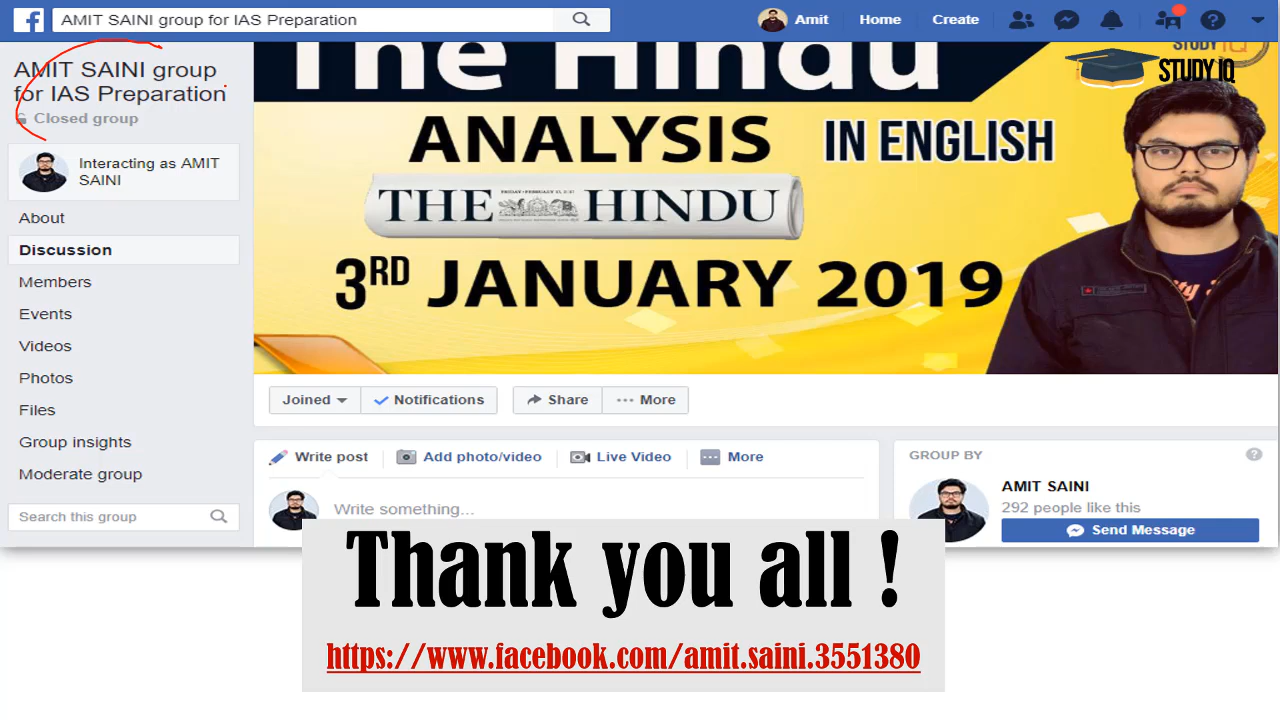 AMIT SAINI group for IAS Preparation
Amit
Home
Create
AMIT SAINI group
for IAS Preparation
Closed group
Interacting as AMIT
SAINI
About
Discussion
Members
Events
Videos
Photos
Files
Group insights
Moderate group
Search this group
The Hindu
STUDY IQ
STUDY IQ
ANALYSIS
IN ENGLISH
THE HINDU
3RD JANUARY 2019
Joined
Notifications
Share
More
Write post
Add photo/video
Live Video
More
Write something...
GROUP BY
AMIT SAINI
292 people like this
Send Message
Thank you all !
https://www.facebook.com/amit.saini.3551380